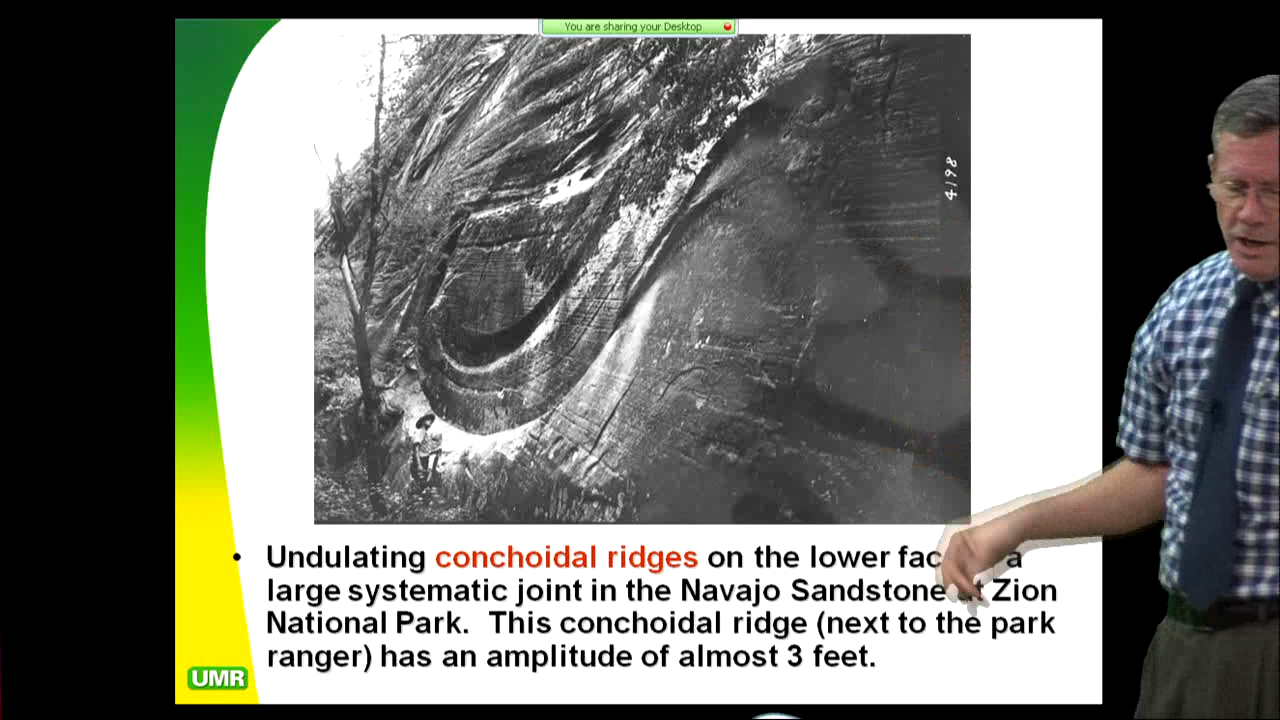 You are sharing your Desktop
4198
• Undulating conchoidal ridges on the lower fac a
large systematic joint in the Navajo Sandstone at Zion
National Park. This conchoidal ridge (next to the park
ranger) has an amplitude of almost 3 feet.
UMR